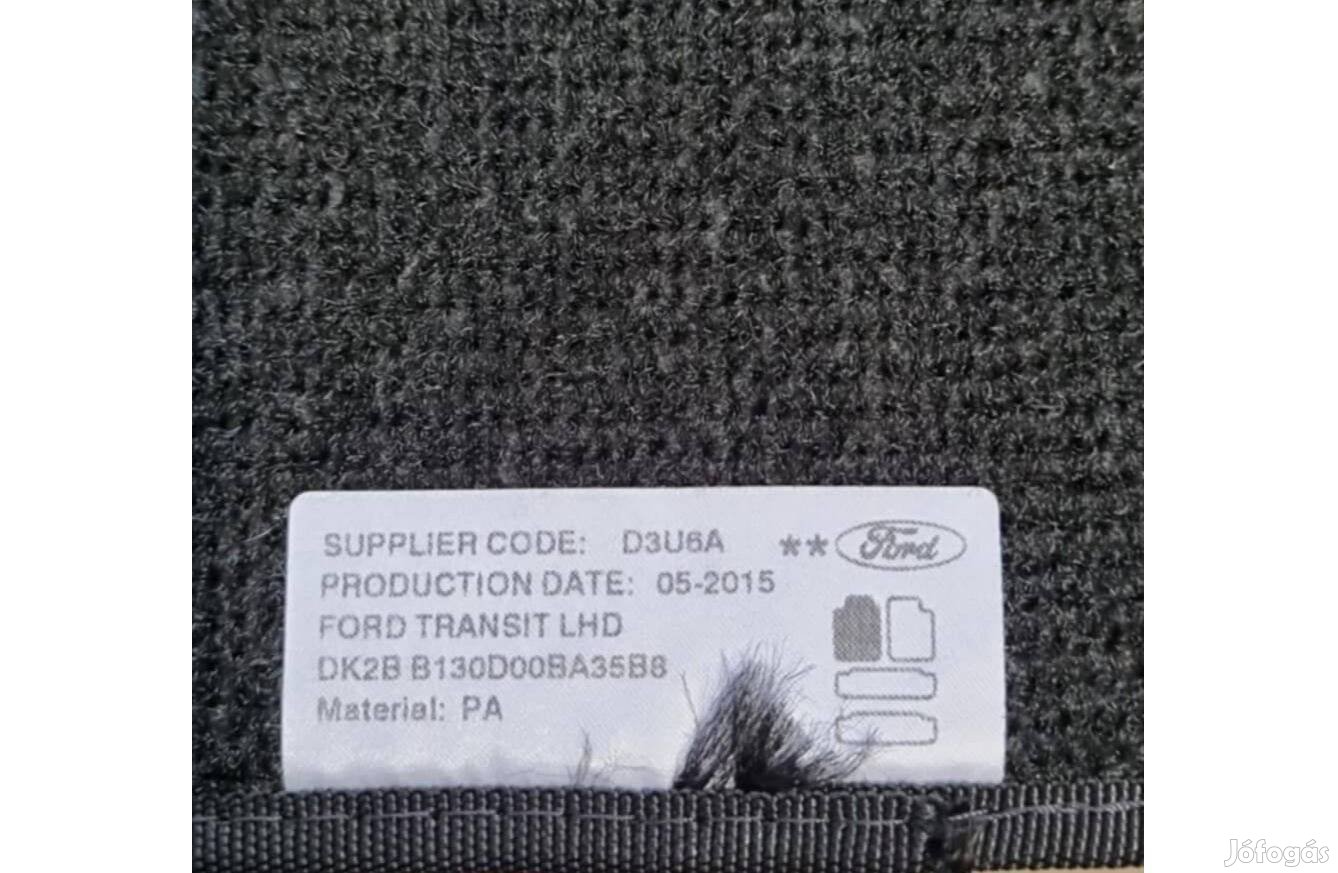 SUPPLIER CODE: D3U6A ** Ford
PRODUCTION DATE: 05-2015
FORD TRANSIT LHD
DK2B B130D00BA35B8
Material: PA
Jófogás